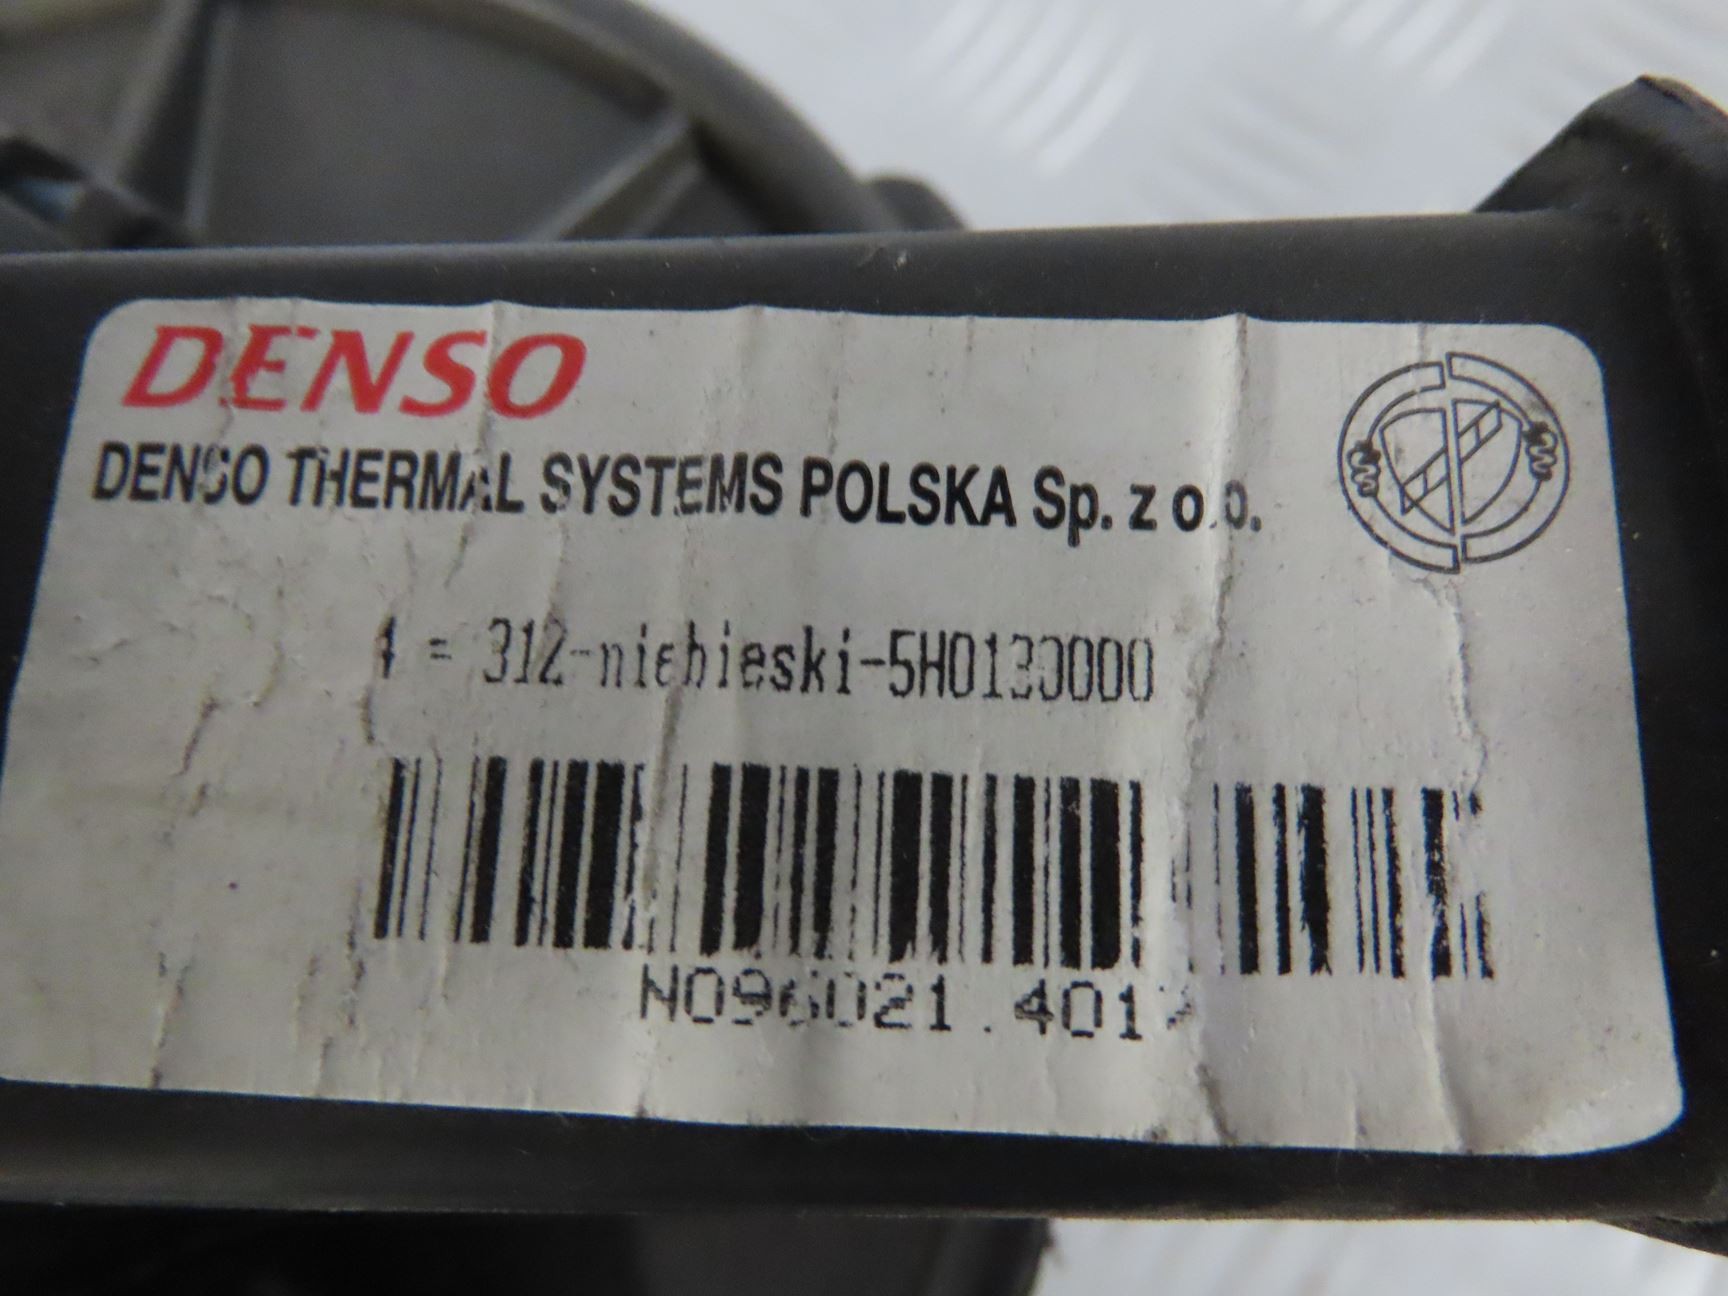 DENSO
DENSO THERMAL SYSTEMS POLSKA Sp. z o.o.
= 312-niebieski-5H0130000
N096021.401